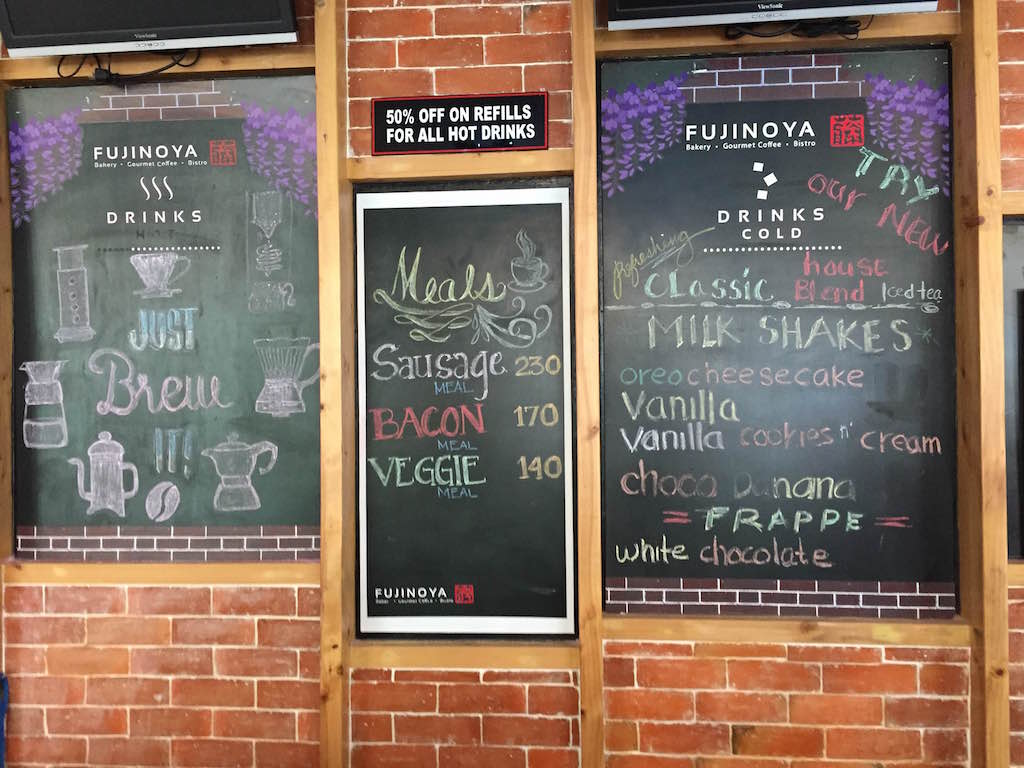 ViewSonic
FUJINOYA
Bakery • Gourmet Coffee • Bistro
DRINKS
HOT
JUST
Brew
IT!
50% OFF ON REFILLS
FOR ALL HOT DRINKS
Meals
Sausage 230
MEAL
BACON 170
MEAL
VEGGIE 140
MEAL
FUJINOYA
ViewSonic
FUJINOYA
Bakery • Gourmet Coffee • Bistro
DRINKS
COLD
TRY
our NEW
Refreshing
Classic house Blend Iced tea
MILK SHAKES*
oreo cheesecake
Vanilla
Vanilla cookies n' cream
choco banana
= FRAPPE =
white chocolate